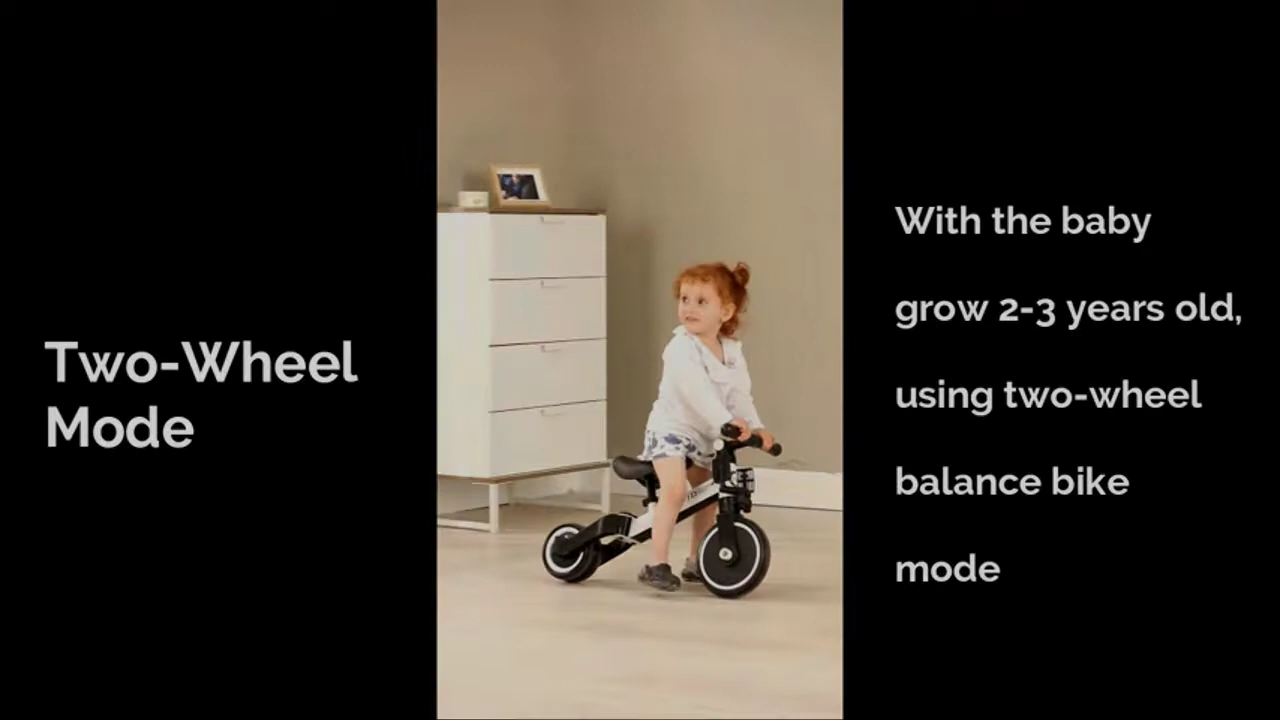 Two-Wheel
Mode
With the baby
grow 2-3 years old,
using two-wheel
balance bike
mode